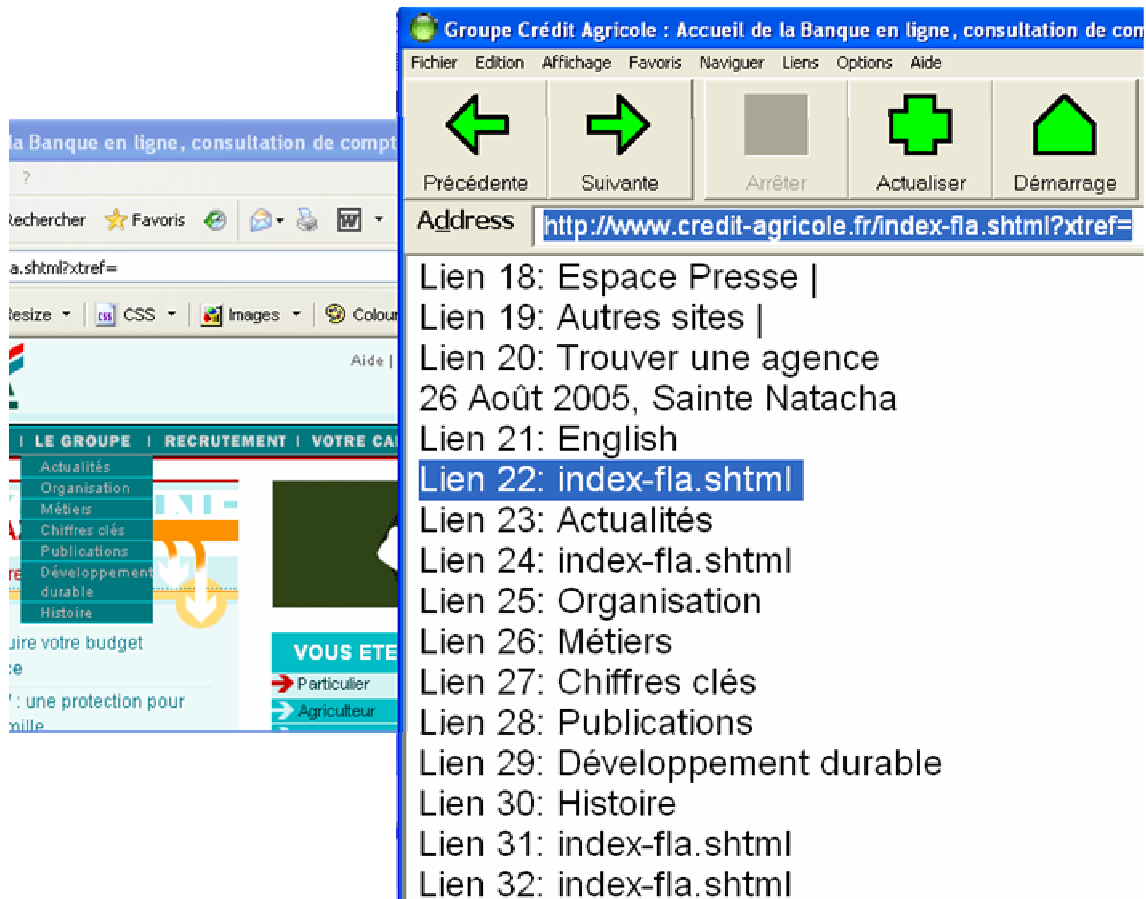 la Banque en ligne, consultation de compt
?
Rechercher Favoris
a.shtml?xtref=
Resize CSS Images Colour
Aide |
| LE GROUPE | RECRUTEMENT | VOTRE CA
Actualités
Organisation
Métiers
Chiffres clés
Publications
Développement
durable
Histoire
uire votre budget
ce
: une protection pour
mille
VOUS ETE
Particulier
Agriculteur
Groupe Crédit Agricole : Accueil de la Banque en ligne, consultation de com
Fichier Edition Affichage Favoris Naviguer Liens Options Aide
Précédente Suivante Arrêter Actualiser Démarrage
Address http://www.credit-agricole.fr/index-fla.shtml?xtref=
Lien 18: Espace Presse |
Lien 19: Autres sites |
Lien 20: Trouver une agence
26 Août 2005, Sainte Natacha
Lien 21: English
Lien 22: index-fla.shtml
Lien 23: Actualités
Lien 24: index-fla.shtml
Lien 25: Organisation
Lien 26: Métiers
Lien 27: Chiffres clés
Lien 28: Publications
Lien 29: Développement durable
Lien 30: Histoire
Lien 31: index-fla.shtml
Lien 32: index-fla.shtml